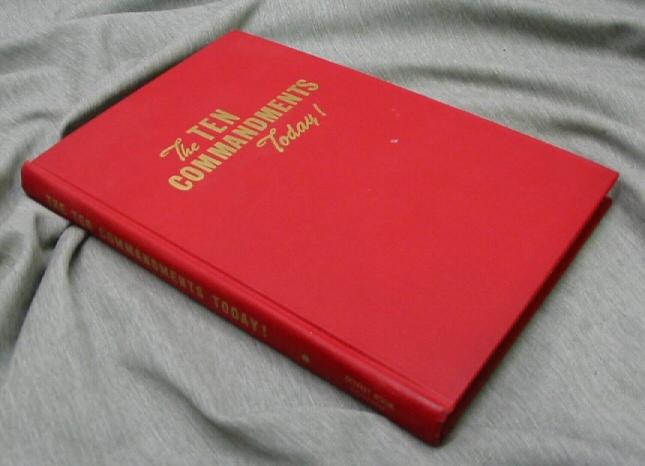 The TEN
COMMANDMENTS
Today!
THE TEN COMMANDMENTS TODAY!